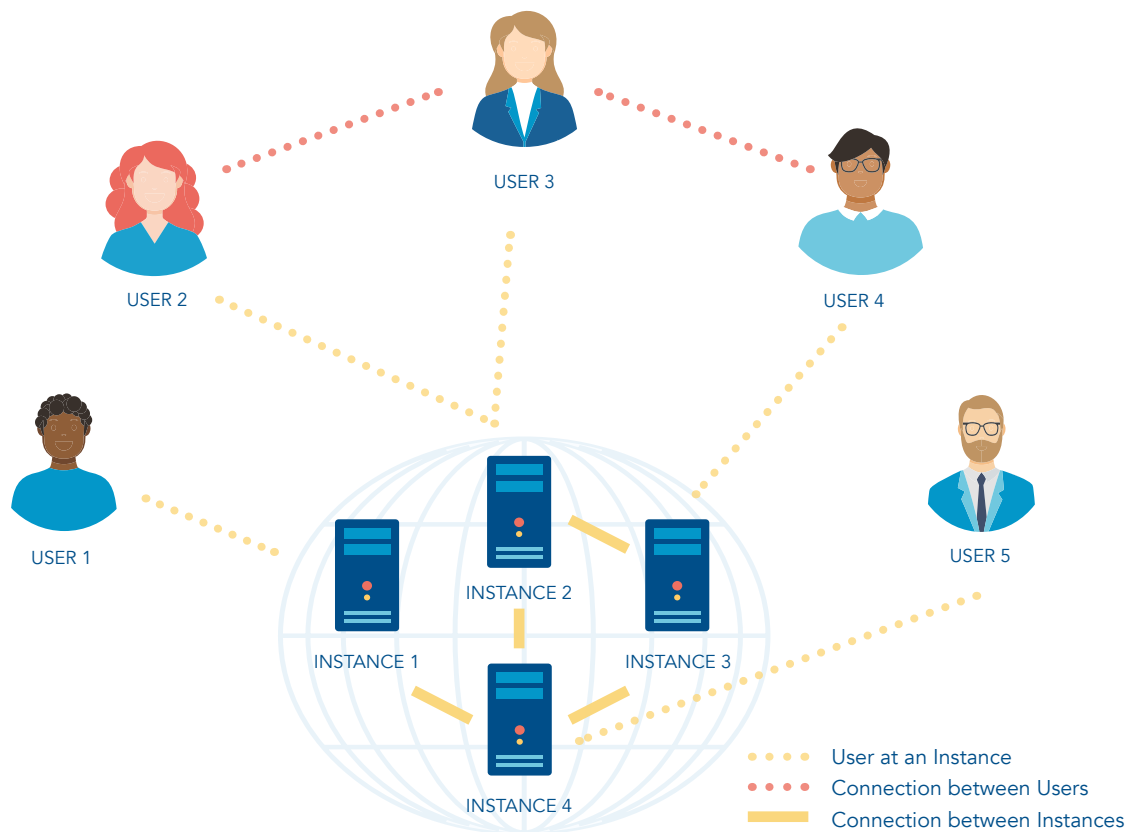 USER 3
USER 2
USER 4
USER 1
USER 5
INSTANCE 2
INSTANCE 1
INSTANCE 3
INSTANCE 4
User at an Instance
Connection between Users
Connection between Instances